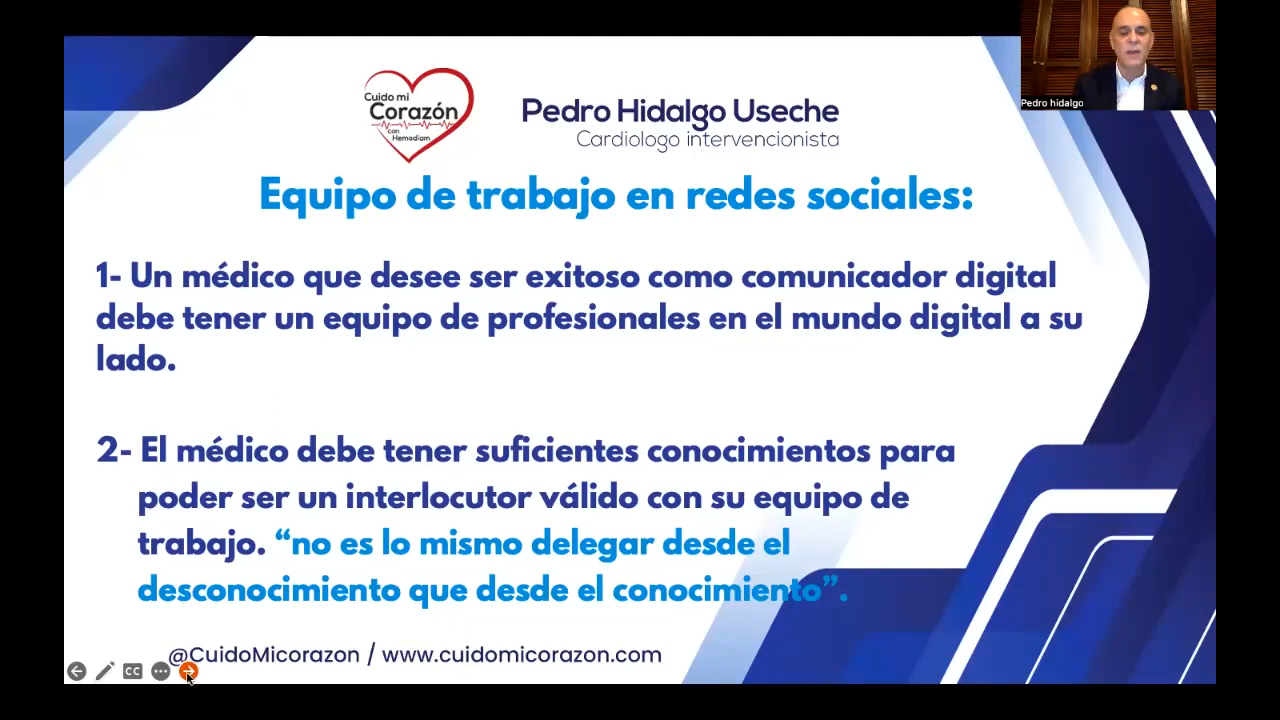 Cuido mi
Corazón
con
Hemodiam
Pedro Hidalgo Useche
Cardiologo intervencionista
Pedro hidalgo
Equipo de trabajo en redes sociales:
1- Un médico que desee ser exitoso como comunicador digital
debe tener un equipo de profesionales en el mundo digital a su
lado.
2- El médico debe tener suficientes conocimientos para
poder ser un interlocutor válido con su equipo de
trabajo. “no es lo mismo delegar desde el
desconocimiento que desde el conocimiento”.
@CuidoMicorazon / www.cuidomicorazon.com
CC